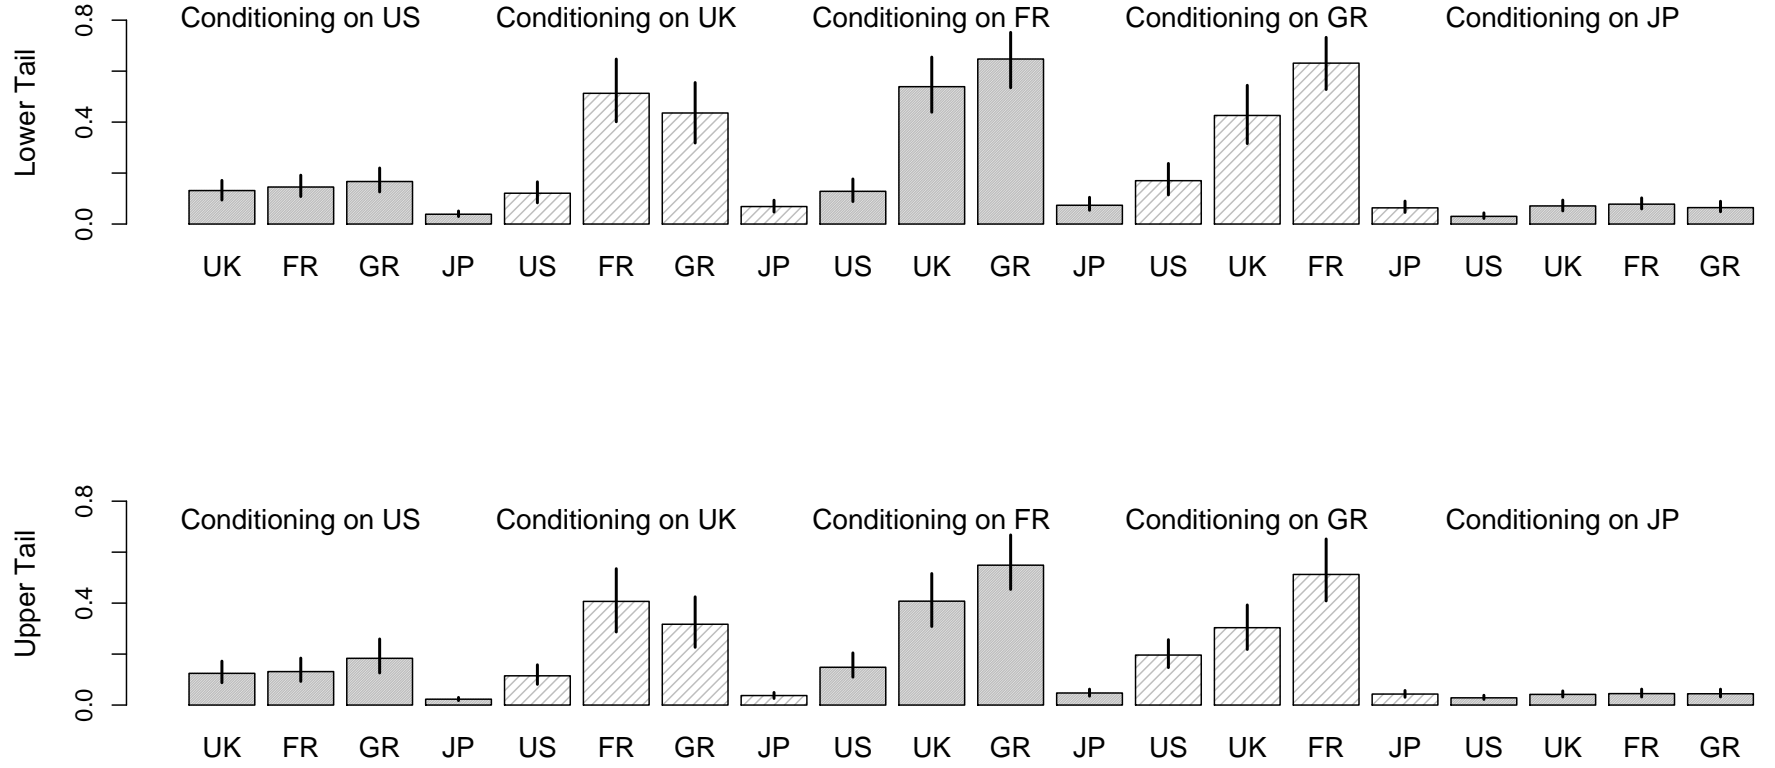 Conditioning on US Conditioning on UK Conditioning on FR Conditioning on GR Conditioning on JP
Lower Tail
0.8
0.4
0.0
UK FR GR JP US FR GR JP US UK GR JP US UK FR JP US UK FR GR
Conditioning on US Conditioning on UK Conditioning on FR Conditioning on GR Conditioning on JP
Upper Tail
0.8
0.4
0.0
UK FR GR JP US FR GR JP US UK GR JP US UK FR JP US UK FR GR